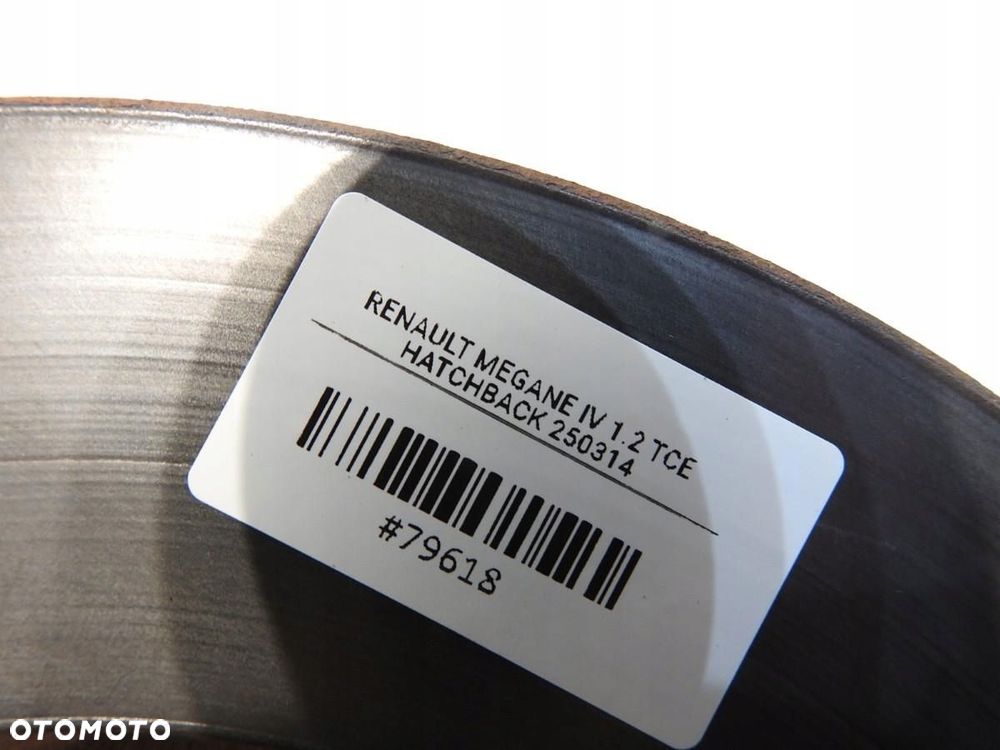 RENAULT MEGANE IV 1.2 TCE
HATCHBACK 250314
#79618
OTOMOTO